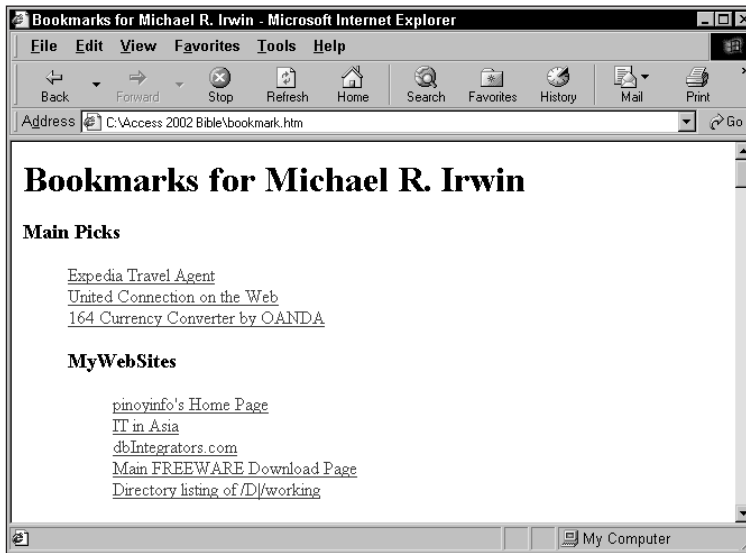 Bookmarks for Michael R. Irwin - Microsoft Internet Explorer
File Edit View Favorites Tools Help
Back Forward Stop Refresh Home Search Favorites History Mail Print
Address C:\Access 2002 Bible\bookmark.htm Go
Bookmarks for Michael R. Irwin
Main Picks
Expedia Travel Agent
United Connection on the Web
164 Currency Converter by OANDA
MyWebSites
pinoyinfo's Home Page
IT in Asia
dbIntegrators.com
Main FREEWARE Download Page
Directory listing of /D|/working
My Computer